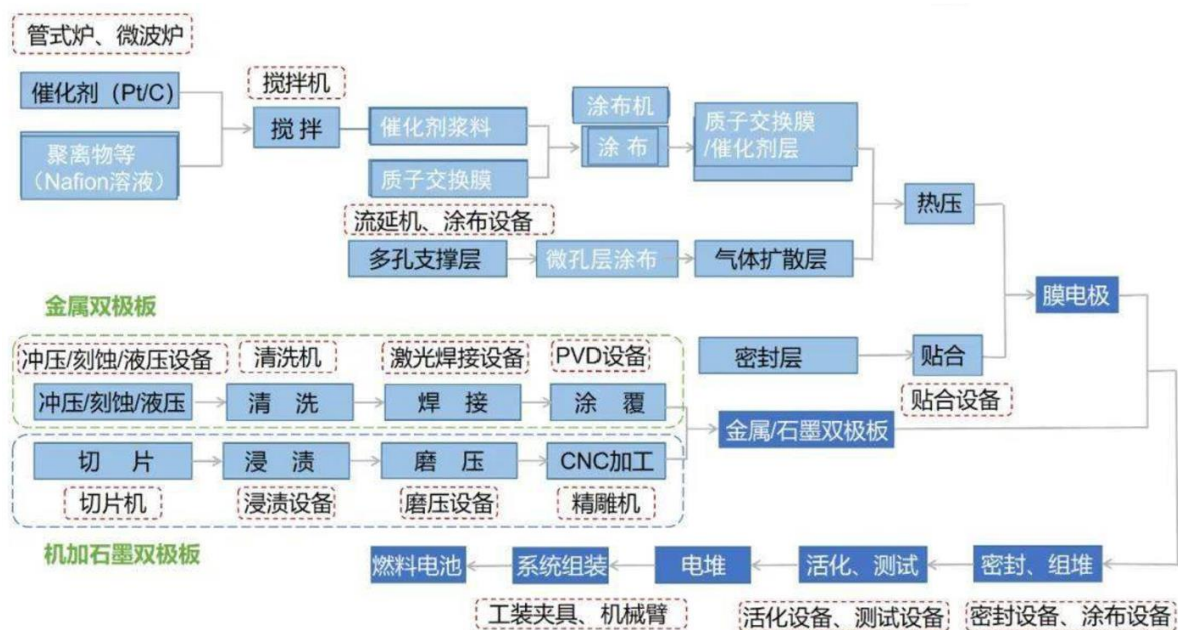 管式炉、微波炉
催化剂（Pt/C）
聚离物等
（Nafion溶液）
搅拌机
搅 拌
催化剂浆料
质子交换膜
涂布机
涂 布
质子交换膜
/催化剂层
热压
流延机、涂布设备
多孔支撑层
微孔层涂布
气体扩散层
膜电极
密封层
贴合
贴合设备
金属双极板
冲压/刻蚀/液压设备
清洗机
激光焊接设备
PVD设备
冲压/刻蚀/液压
清 洗
焊 接
涂 覆
金属/石墨双极板
切 片
浸 渍
磨 压
CNC加工
切片机
浸渍设备
磨压设备
精雕机
机加石墨双极板
燃料电池
系统组装
电堆
活化、测试
密封、组堆
工装夹具、机械臂
活化设备、测试设备
密封设备、涂布设备